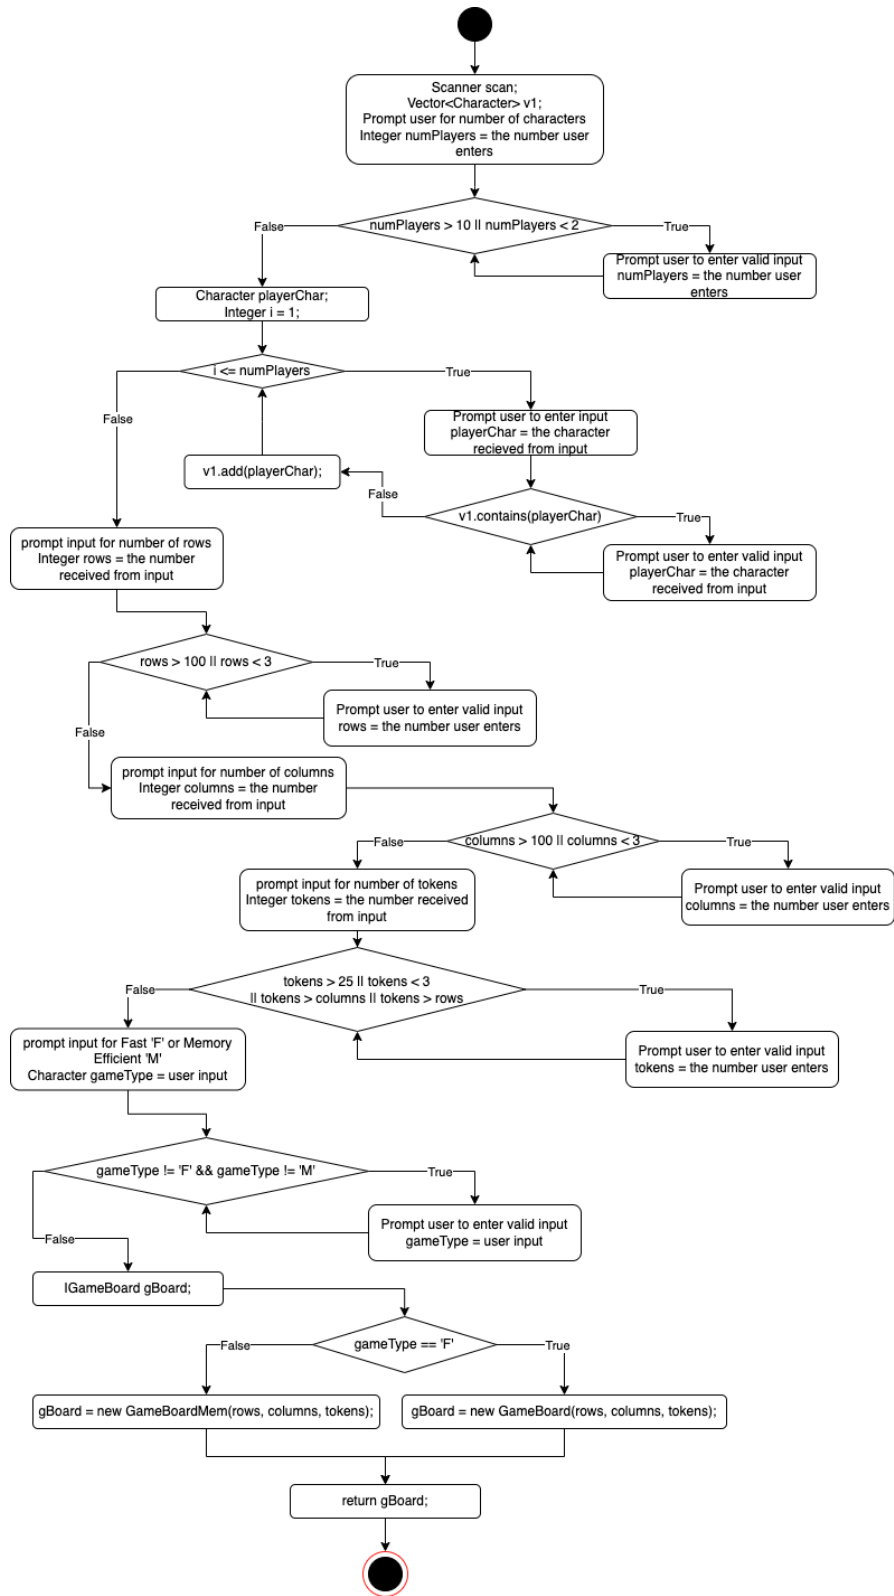 Scanner scan;
Vector<Character> v1;
Prompt user for number of characters
Integer numPlayers = the number user
enters
numPlayers > 10 || numPlayers < 2
False
True
Prompt user to enter valid input
numPlayers = the number user
enters
Character playerChar;
Integer i = 1;
i <= numPlayers
True
False
Prompt user to enter input
playerChar = the character
recieved from input
v1.add(playerChar);
False
v1.contains(playerChar)
True
Prompt user to enter valid input
playerChar = the character
received from input
prompt input for number of rows
Integer rows = the number
received from input
rows > 100 || rows < 3
True
False
Prompt user to enter valid input
rows = the number user enters
prompt input for number of columns
Integer columns = the number
received from input
columns > 100 || columns < 3
False
True
prompt input for number of tokens
Integer tokens = the number received
from input
Prompt user to enter valid input
columns = the number user enters
tokens > 25 || tokens < 3
|| tokens > columns || tokens > rows
False
True
prompt input for Fast 'F' or Memory
Efficient 'M'
Character gameType = user input
Prompt user to enter valid input
tokens = the number user enters
gameType != 'F' && gameType != 'M'
True
False
Prompt user to enter valid input
gameType = user input
IGameBoard gBoard;
gameType == 'F'
False
True
gBoard = new GameBoardMem(rows, columns, tokens);
gBoard = new GameBoard(rows, columns, tokens);
return gBoard;